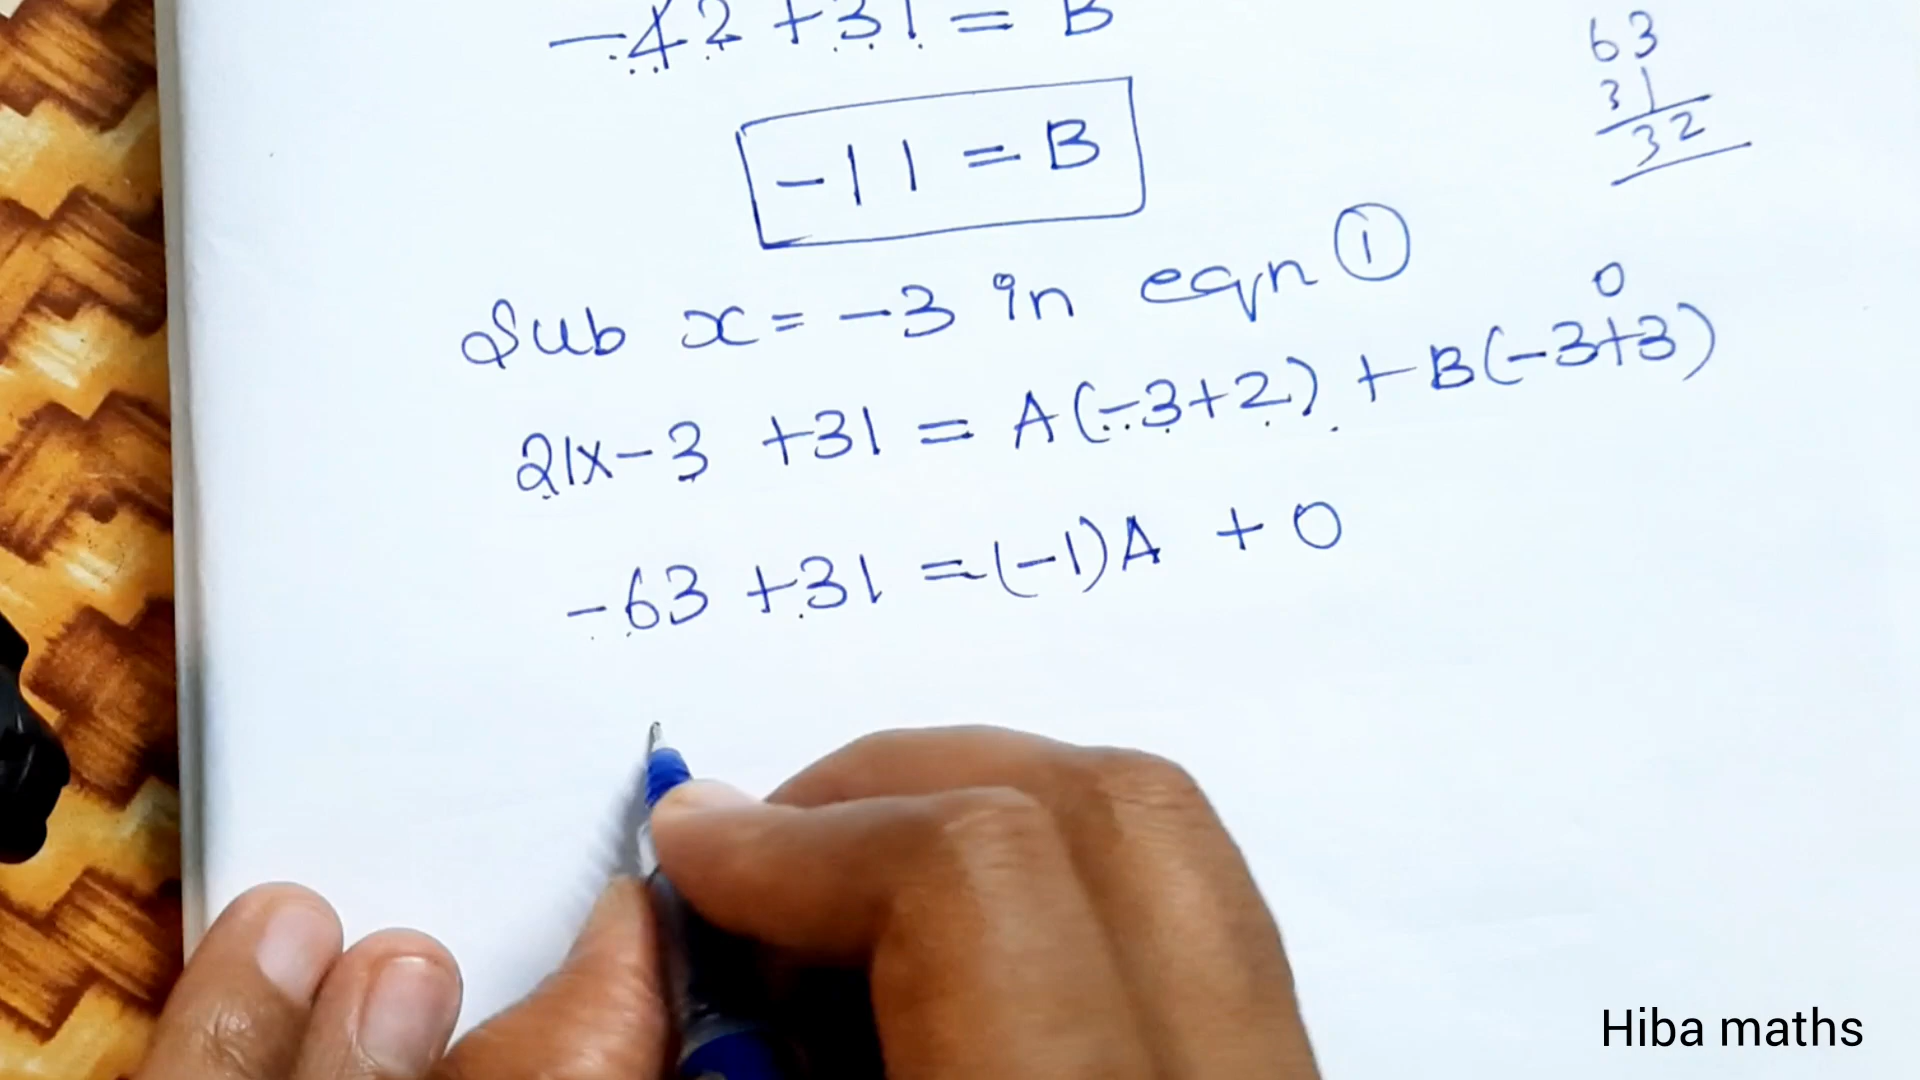 -42 +31 = B
-11 = B
63
31
32
Sub x = -3 in eqn ①
0
21x-3 +31 = A(-3+2) + B(-3+3)
-63 +31 = (-1)A + 0
Hiba maths